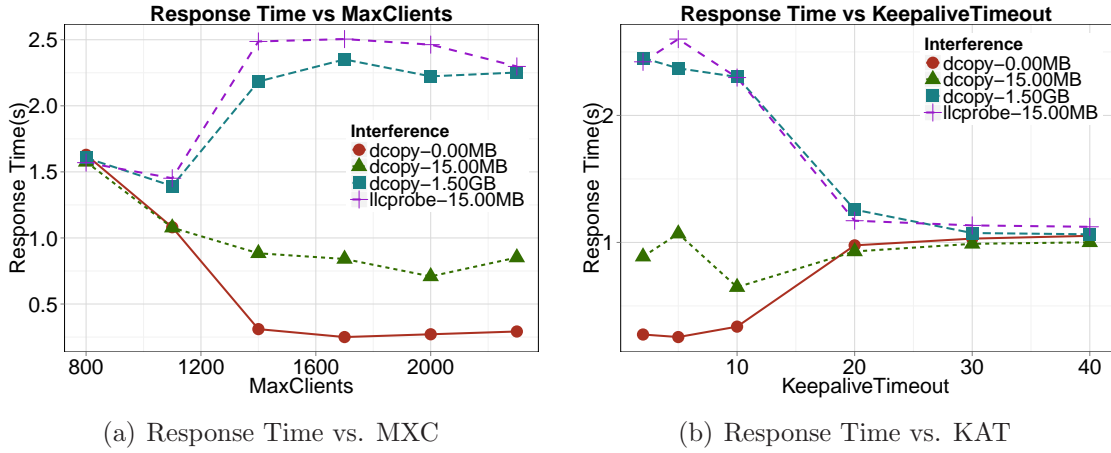 Response Time vs MaxClients
Response Time(s)
2.5
2.0
1.5
1.0
0.5
800
1200
1600
2000
MaxClients
Interference
dcopy−0.00MB
dcopy−15.00MB
dcopy−1.50GB
llcprobe−15.00MB
(a) Response Time vs. MXC
Response Time vs KeepaliveTimeout
Response Time(s)
2
1
10
20
30
40
KeepaliveTimeout
Interference
dcopy−0.00MB
dcopy−15.00MB
dcopy−1.50GB
llcprobe−15.00MB
(b) Response Time vs. KAT